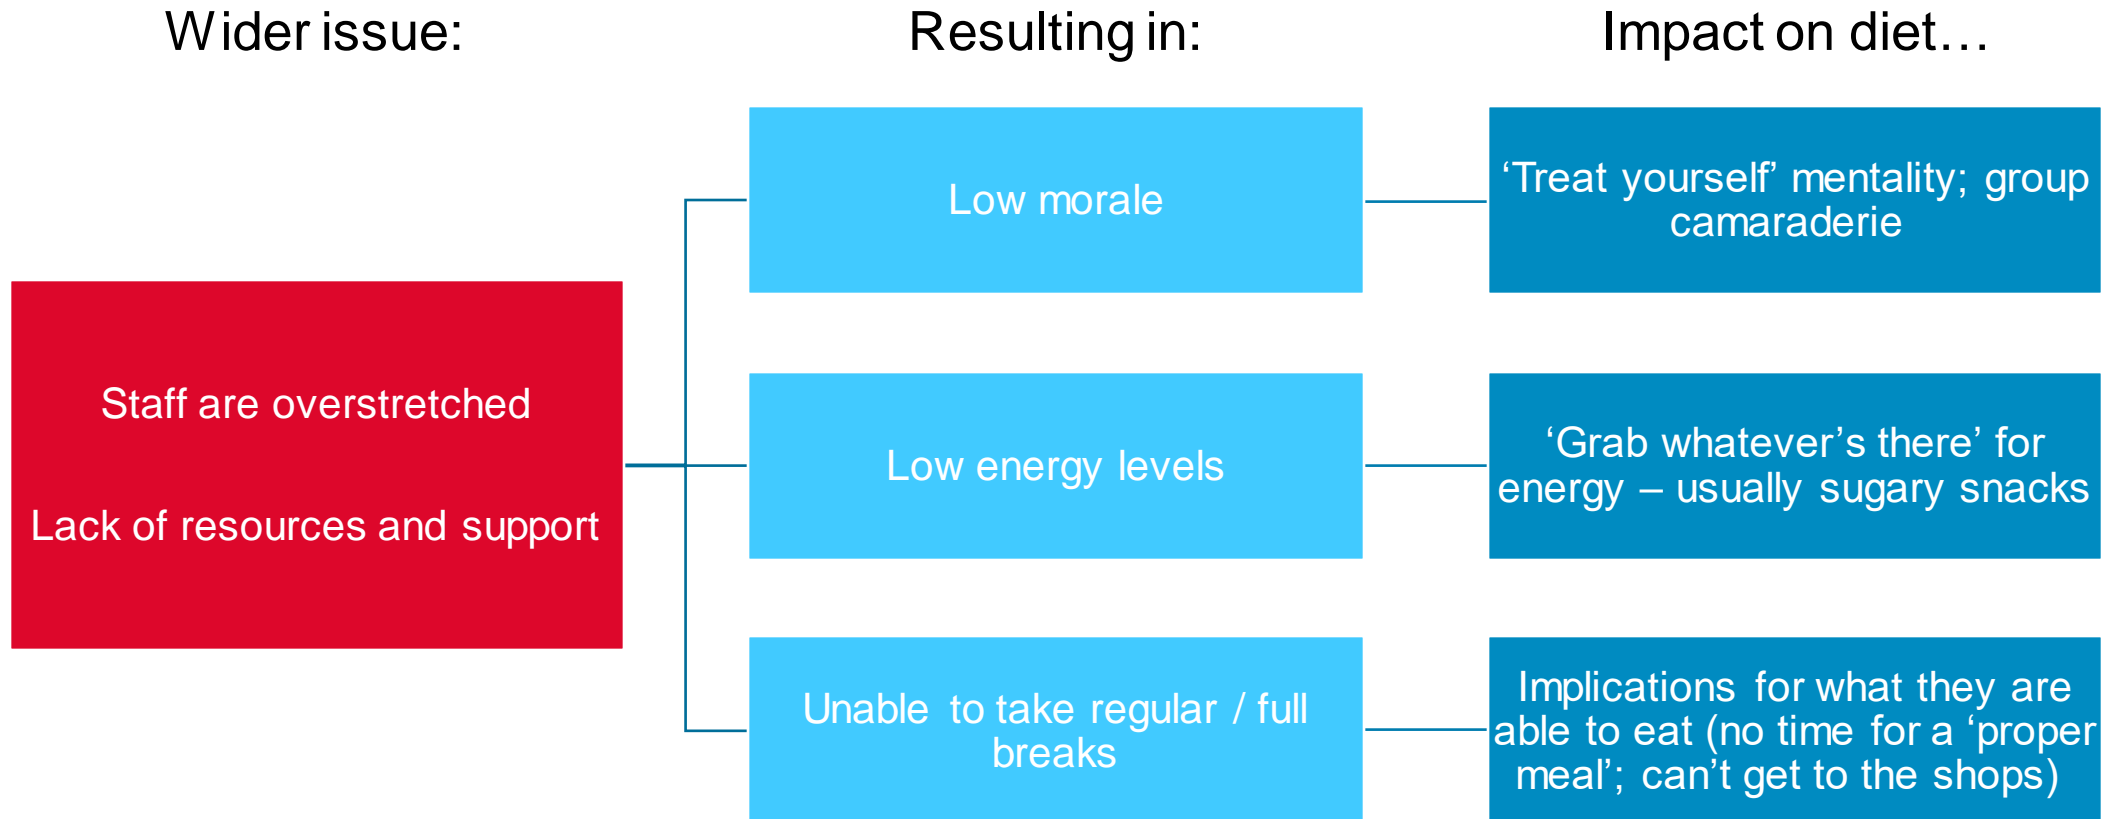 Wider issue:
Resulting in:
Impact on diet…
Staff are overstretched
Lack of resources and support
Low morale
‘Treat yourself’ mentality; group
camaraderie
Low energy levels
‘Grab whatever’s there’ for
energy – usually sugary snacks
Unable to take regular / full
breaks
Implications for what they are
able to eat (no time for a ‘proper
meal’; can’t get to the shops)